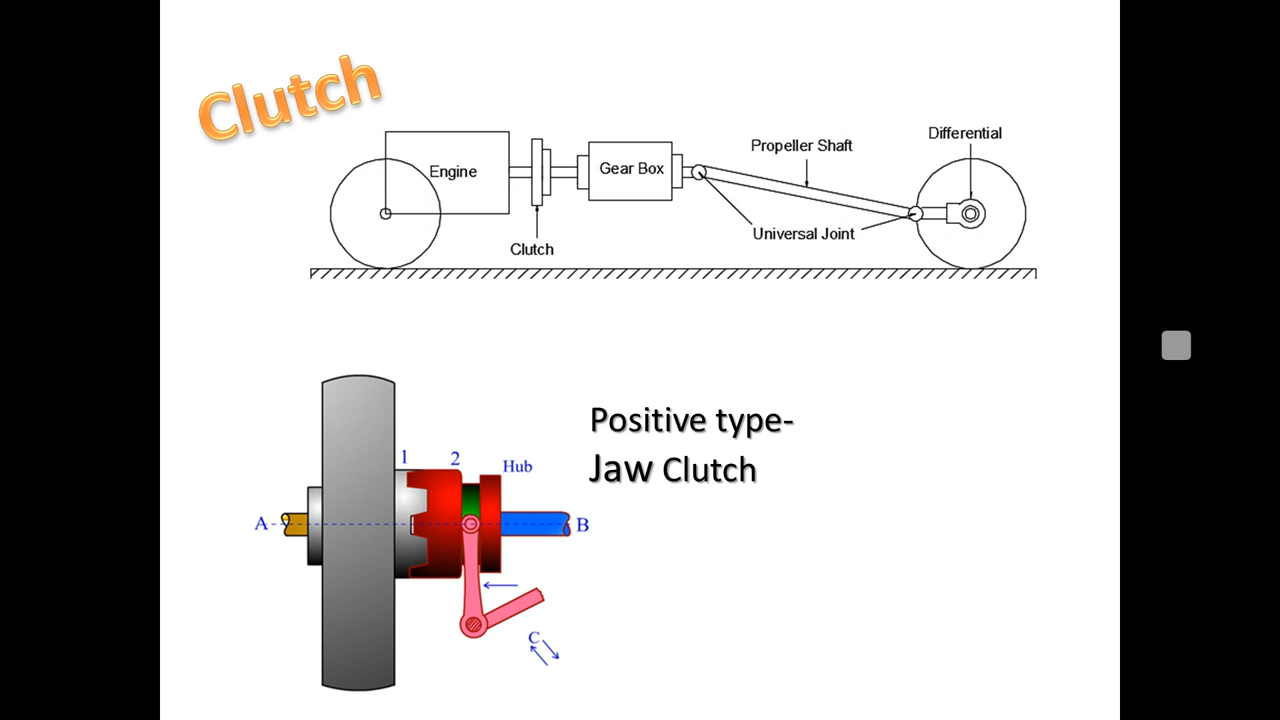 Clutch
Differential
Propeller Shaft
Engine
Gear Box
Universal Joint
Clutch
Positive type-
Jaw Clutch
1
2
Hub
A
B
C